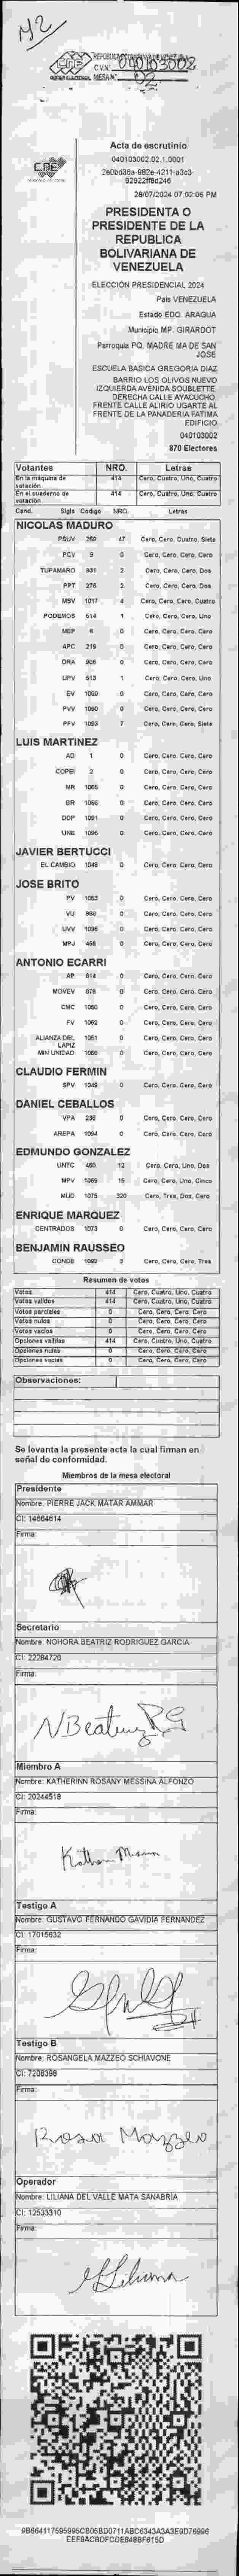 M2
CNE
C.V.N° 040103002
MESA N° 02
CNE
Acta de escrutinio
040103002.02.1.0001
28/07/2024 07:02:06 PM
PRESIDENTA O
PRESIDENTE DE LA
REPUBLICA
BOLIVARIANA DE
VENEZUELA
ELECCIÓN PRESIDENCIAL 2024
Pais VENEZUELA
Estado EDO. ARAGUA
Municipio MP. GIRARDOT
Parroquia PQ. MADRE MA DE SAN
JOSE
ESCUELA BASICA GREGORIA DIAZ
BARRIO LOS OLIVOS NUEVO
IZQUIERDA AVENIDA SOUBLETTE.
DERECHA CALLE AYACUCHO.
FRENTE CALLE ALIRIO UGARTE AL
FRENTE DE LA PANADERIA FATIMA
EDIFICIO
040103002
870 Electores
Votantes NRO. Letras
En la máquina de votación 414 Cero, Cuatro, Uno, Cuatro
En el cuaderno de votación 414 Cero, Cuatro, Uno, Cuatro
Cand. Sigls Codigo NRO. Letras
NICOLAS MADURO
PSUV 269 47 Cero, Cero, Cuatro, Siete
PCV 9 0 Cero, Cero, Cero, Cero
TUPAMARO 931 2 Cero, Cero, Cero, Dos
PPT 276 2 Cero, Cero, Cero, Dos
MSV 1017 4 Cero, Cero, Cero, Cuatro
PODEMOS 514 1 Cero, Cero, Cero, Uno
MEP 6 0 Cero, Cero, Cero, Cero
APC 219 0 Cero, Cero, Cero, Cero
ORA 906 0 Cero, Cero, Cero, Cero
UPV 513 1 Cero, Cero, Cero, Uno
EV 1089 0 Cero, Cero, Cero, Cero
PVV 1090 0 Cero, Cero, Cero, Cero
PFV 1093 7 Cero, Cero, Cero, Siete
LUIS MARTINEZ
AD 1 0 Cero, Cero, Cero, Cero
COPEI 2 0 Cero, Cero, Cero, Cero
MR 1065 0 Cero, Cero, Cero, Cero
BR 1066 0 Cero, Cero, Cero, Cero
DDP 1091 0 Cero, Cero, Cero, Cero
UNE 1095 0 Cero, Cero, Cero, Cero
JAVIER BERTUCCI
EL CAMBIO 1048 0 Cero, Cero, Cero, Cero
JOSE BRITO
PV 1053 0 Cero, Cero, Cero, Cero
VU 868 0 Cero, Cero, Cero, Cero
UVV 1096 0 Cero, Cero, Cero, Cero
MPJ 456 0 Cero, Cero, Cero, Cero
ANTONIO ECARRI
AP 814 0 Cero, Cero, Cero, Cero
MOVEV 878 0 Cero, Cero, Cero, Cero
CMC 1060 0 Cero, Cero, Cero, Cero
FV 1062 0 Cero, Cero, Cero, Cero
ALIANZA DEL LAPIZ 1051 0 Cero, Cero, Cero, Cero
MIN UNIDAD 1068 0 Cero, Cero, Cero, Cero
CLAUDIO FERMIN
SPV 1049 0 Cero, Cero, Cero, Cero
DANIEL CEBALLOS
VPA 236 0 Cero, Cero, Cero, Cero
AREPA 1094 0 Cero, Cero, Cero, Cero
EDMUNDO GONZALEZ
UNTC 480 12 Cero, Cero, Uno, Dos
MPV 1069 15 Cero, Cero, Uno, Cinco
MUD 1075 320 Cero, Tres, Dos, Cero
ENRIQUE MARQUEZ
CENTRADOS 1073 0 Cero, Cero, Cero, Cero
BENJAMIN RAUSSEO
CONDE 1092 3 Cero, Cero, Cero, Tres
Resumen de votos
Votos 414 Cero, Cuatro, Uno, Cuatro
Votos validos 414 Cero, Cuatro, Uno, Cuatro
Votos parciales 0 Cero, Cero, Cero, Cero
Votos nulos 0 Cero, Cero, Cero, Cero
Votos vacios 0 Cero, Cero, Cero, Cero
Opciones validas 414 Cero, Cuatro, Uno, Cuatro
Opciones nulas 0 Cero, Cero, Cero, Cero
Opciones vacias 0 Cero, Cero, Cero, Cero
Observaciones:
Se levanta la presente acta la cual firman en
señal de conformidad.
Miembros de la mesa electoral
Presidente
Nombre: PIERRE JACK MATAR AMMAR
CI: 14664614
Firma:
Secretario
Nombre: NOHORA BEATRIZ RODRIGUEZ GARCIA
CI: 22284720
Firma:
NBeatriz RG
Miembro A
Nombre: KATHERINN ROSANY MESSINA ALFONZO
CI: 20244518
Firma:
Testigo A
Nombre: GUSTAVO FERNANDO GAVIDIA FERNANDEZ
CI: 17015632
Firma:
Testigo B
Nombre: ROSANGELA MAZZEO SCHIAVONE
CI: 7208398
Firma:
Rosa Mazzeo
Operador
Nombre: LILIANA DEL VALLE MATA SANABRIA
CI: 12533310
Firma: